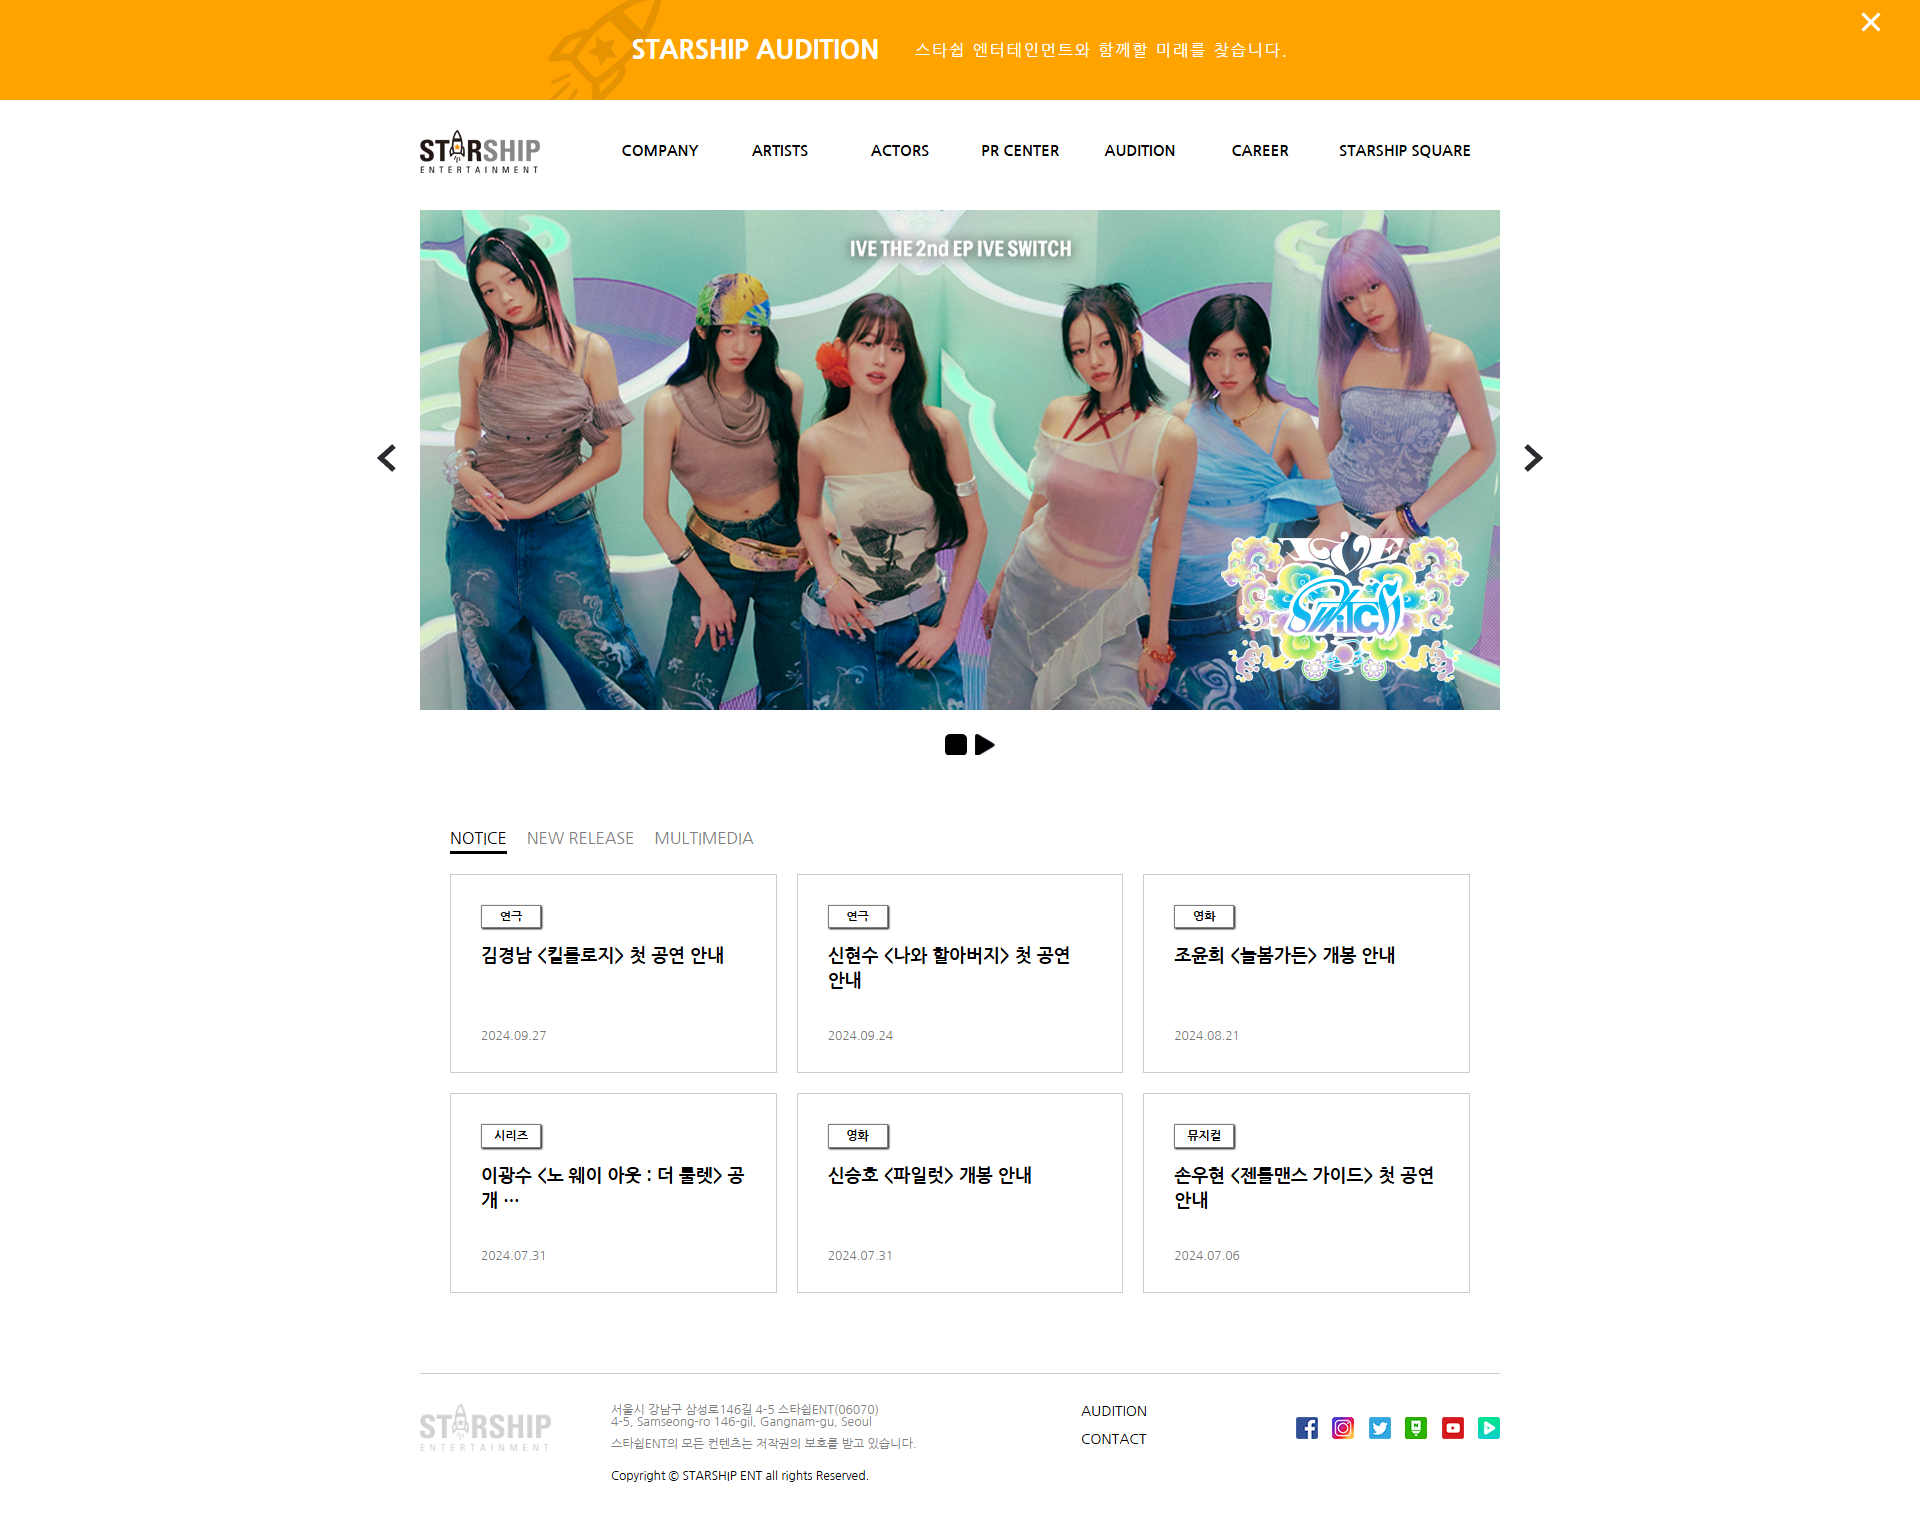 STARSHIP AUDITION 스타쉽 엔터테인먼트와 함께할 미래를 찾습니다.
STARSHIP
ENTERTAINMENT
COMPANY ARTISTS ACTORS PR CENTER AUDITION CAREER STARSHIP SQUARE
IVE THE 2nd EP IVE SWITCH
IVE
SWITCH
NOTICE NEW RELEASE MULTIMEDIA
연극
김경남 <킬롤로지> 첫 공연 안내
2024.09.27
연극
신현수 <나와 할아버지> 첫 공연
안내
2024.09.24
영화
조윤희 <늘봄가든> 개봉 안내
2024.08.21
시리즈
이광수 <노 웨이 아웃 : 더 룰렛> 공
개 …
2024.07.31
영화
신승호 <파일럿> 개봉 안내
2024.07.31
뮤지컬
손우현 <젠틀맨스 가이드> 첫 공연
안내
2024.07.06
STARSHIP
ENTERTAINMENT
서울시 강남구 삼성로146길 4-5 스타쉽ENT(06070)
4-5, Samseong-ro 146-gil, Gangnam-gu, Seoul
스타쉽ENT의 모든 컨텐츠는 저작권의 보호를 받고 있습니다.
Copyright © STARSHIP ENT all rights Reserved.
AUDITION
CONTACT